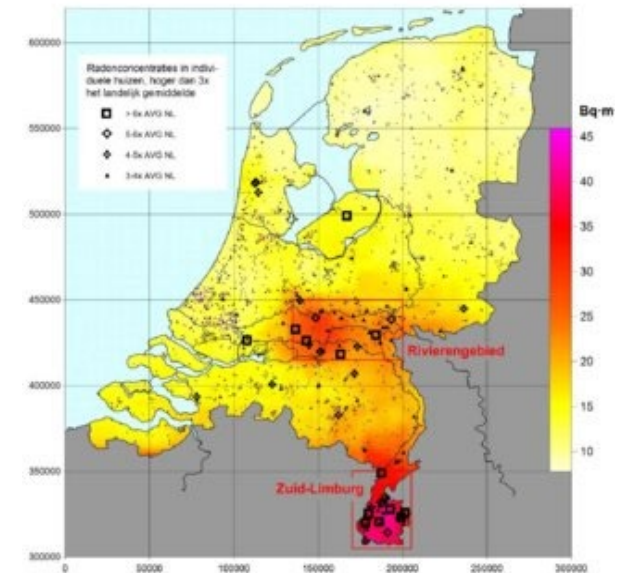 600000
Radonconcentraties in indivi-
duele huizen, hoger dan 3x
het landelijk gemiddelde
> 6x AVG NL
5-6x AVG NL
4-5x AVG NL
3-4x AVG NL
550000
500000
450000
400000
350000
300000
Bq·m
45
40
35
30
25
20
15
10
Rivierengebied
Zuid-Limburg
0
50000
100000
150000
200000
250000
300000